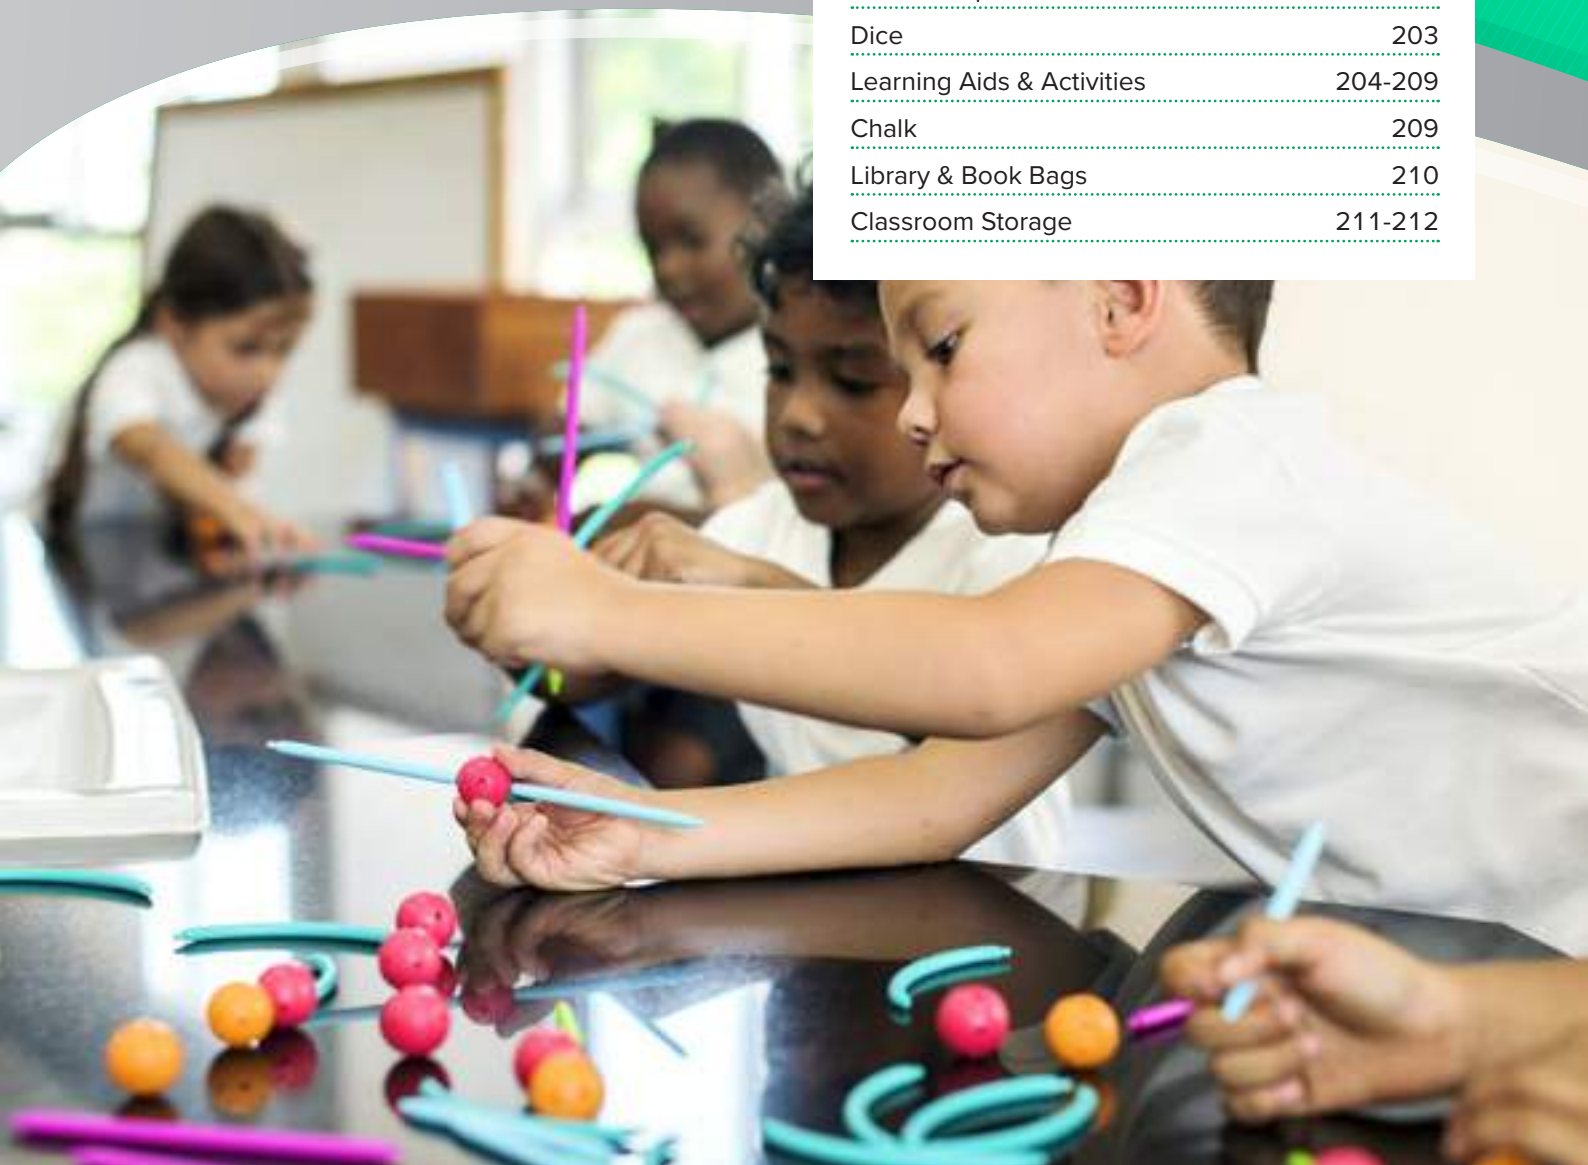 Dice 203
Learning Aids & Activities 204-209
Chalk 209
Library & Book Bags 210
Classroom Storage 211-212